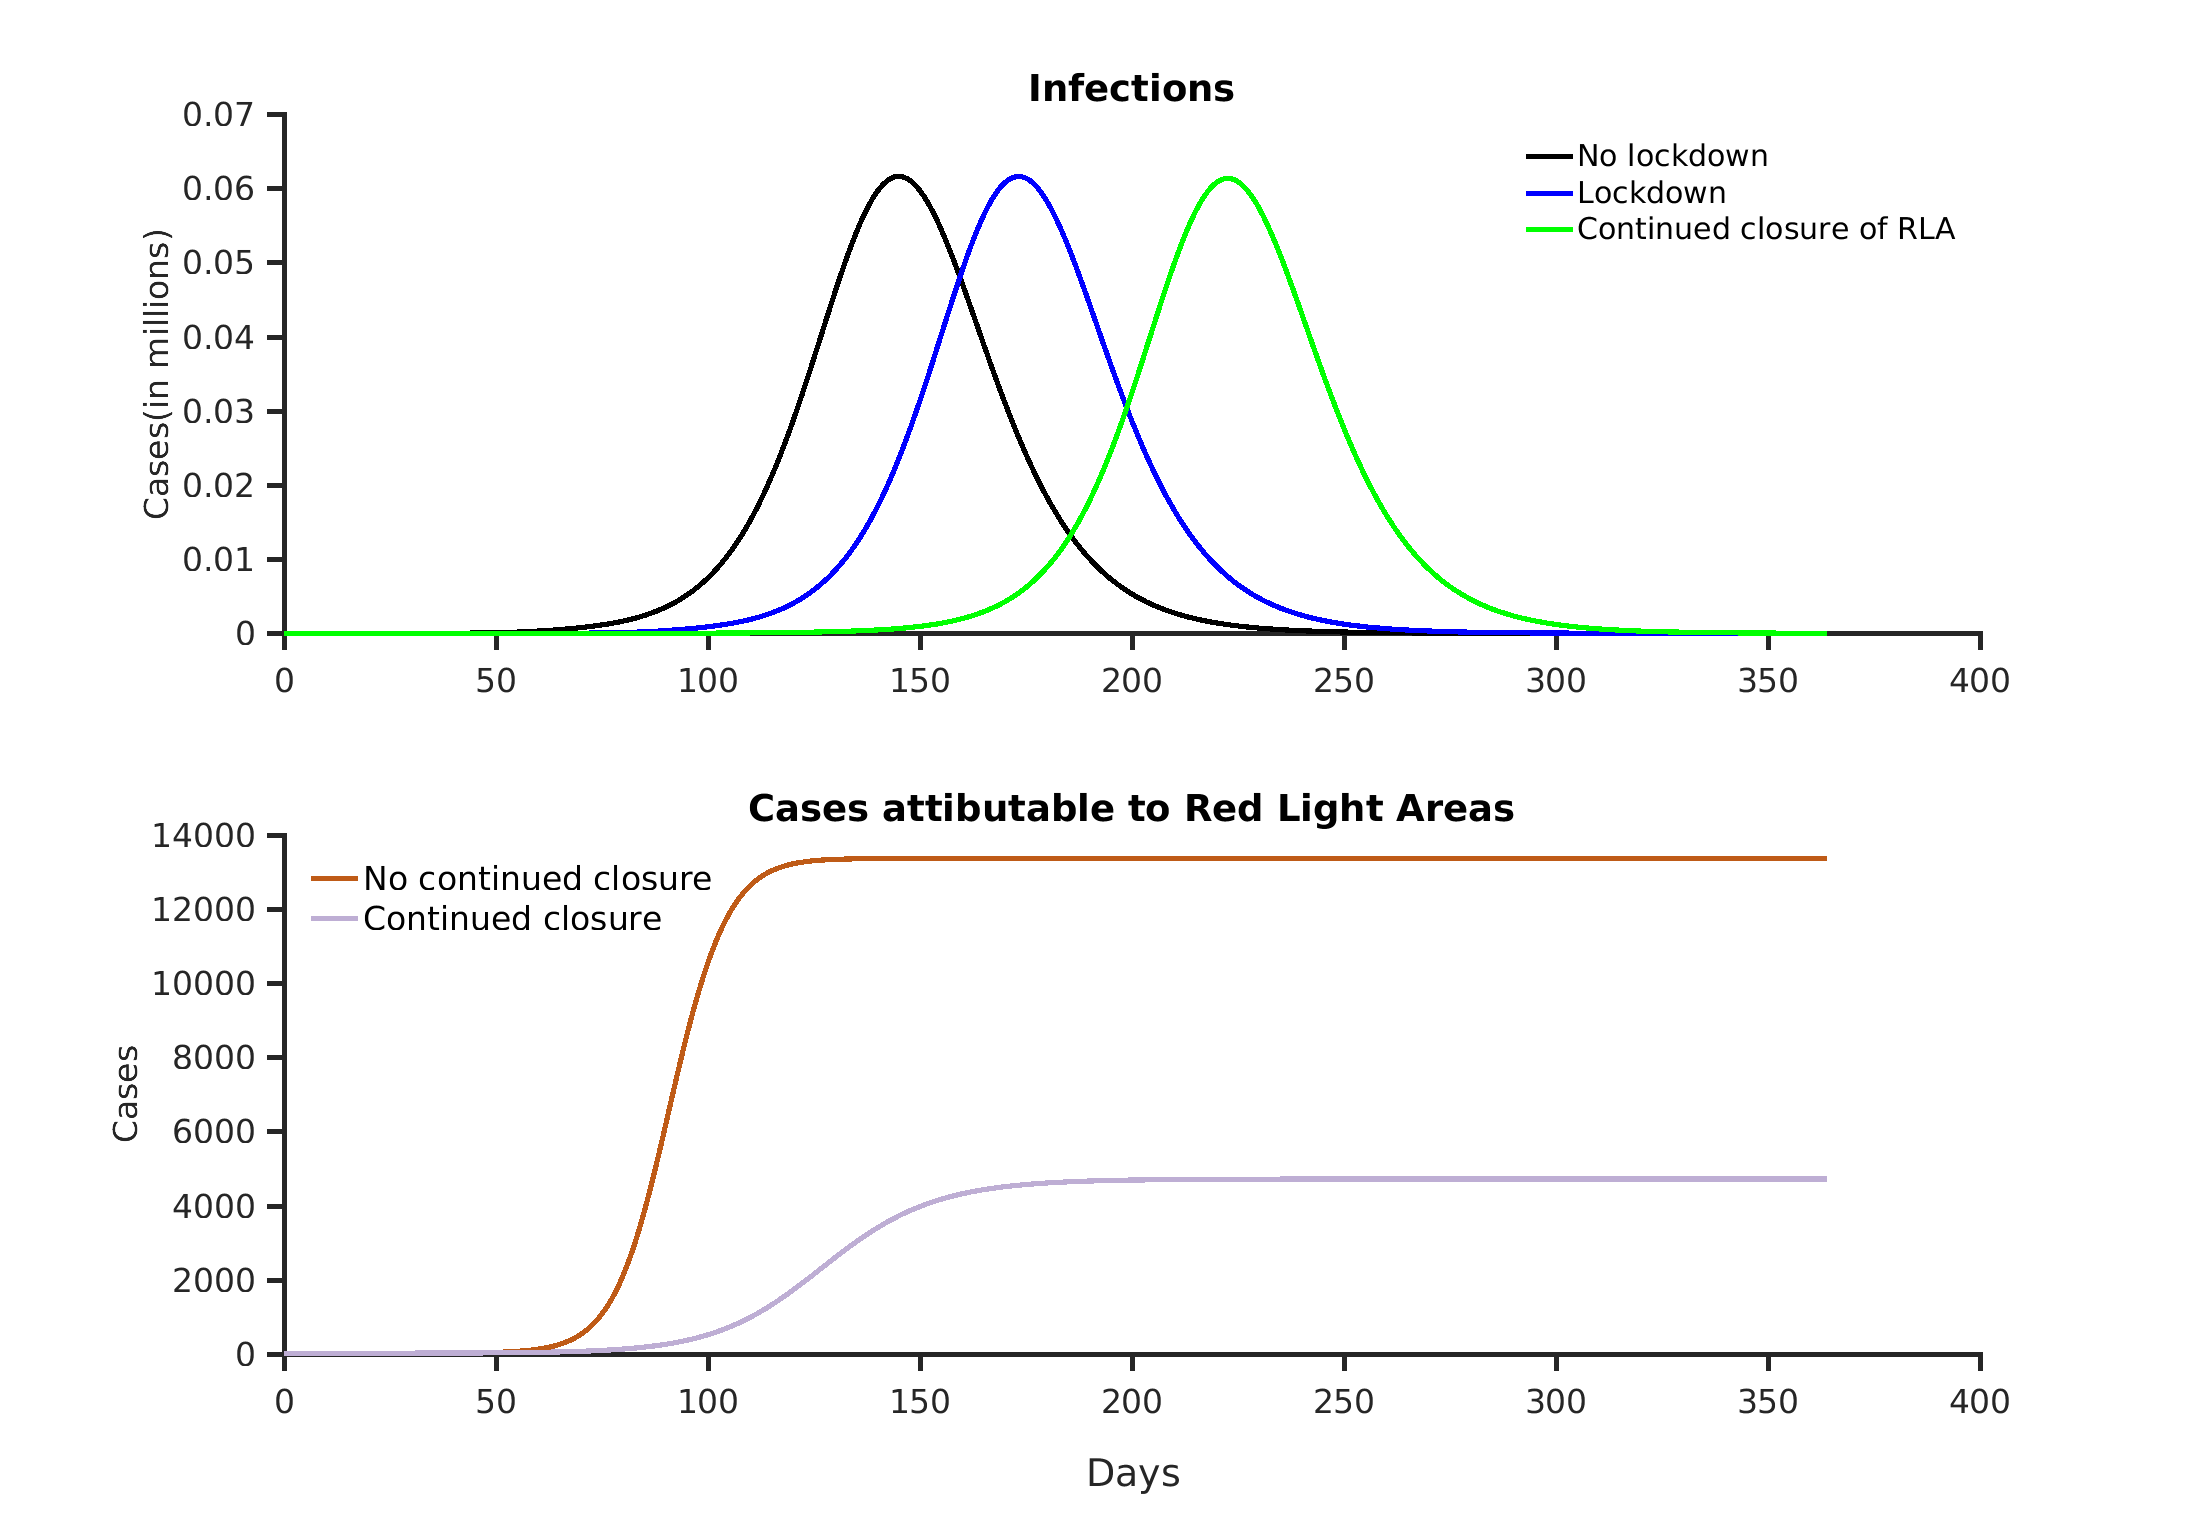 Infections
Cases(in millions)
0.07
0.06
0.05
0.04
0.03
0.02
0.01
0
No lockdown
Lockdown
Continued closure of RLA
0 50 100 150 200 250 300 350 400
Cases attibutable to Red Light Areas
Cases
14000
12000
10000
8000
6000
4000
2000
0
No continued closure
Continued closure
0 50 100 150 200 250 300 350 400
Days